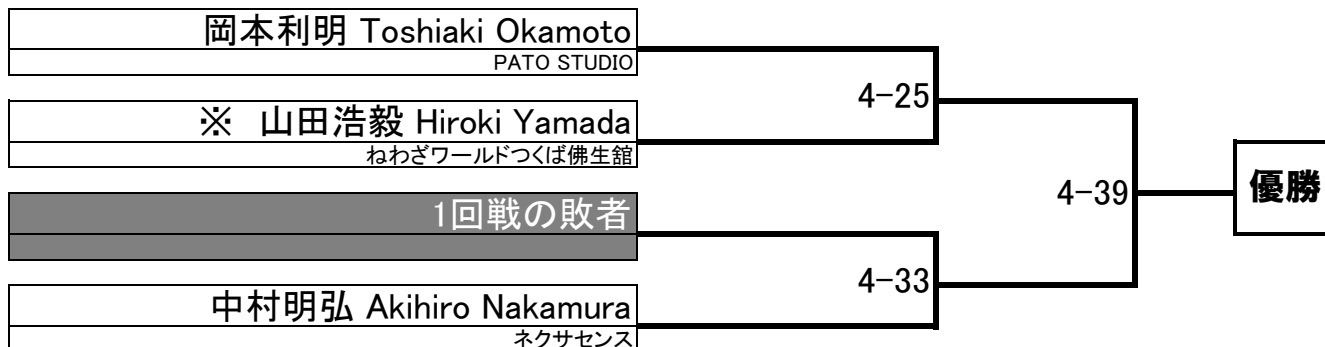 岡本利明 Toshiaki Okamoto
PATO STUDIO
4-25
※ 山田浩毅 Hiroki Yamada
ねわざワールドつくば佛生舘
4-39
優勝
1回戦の敗者
4-33
中村明弘 Akihiro Nakamura
ネクサセンス